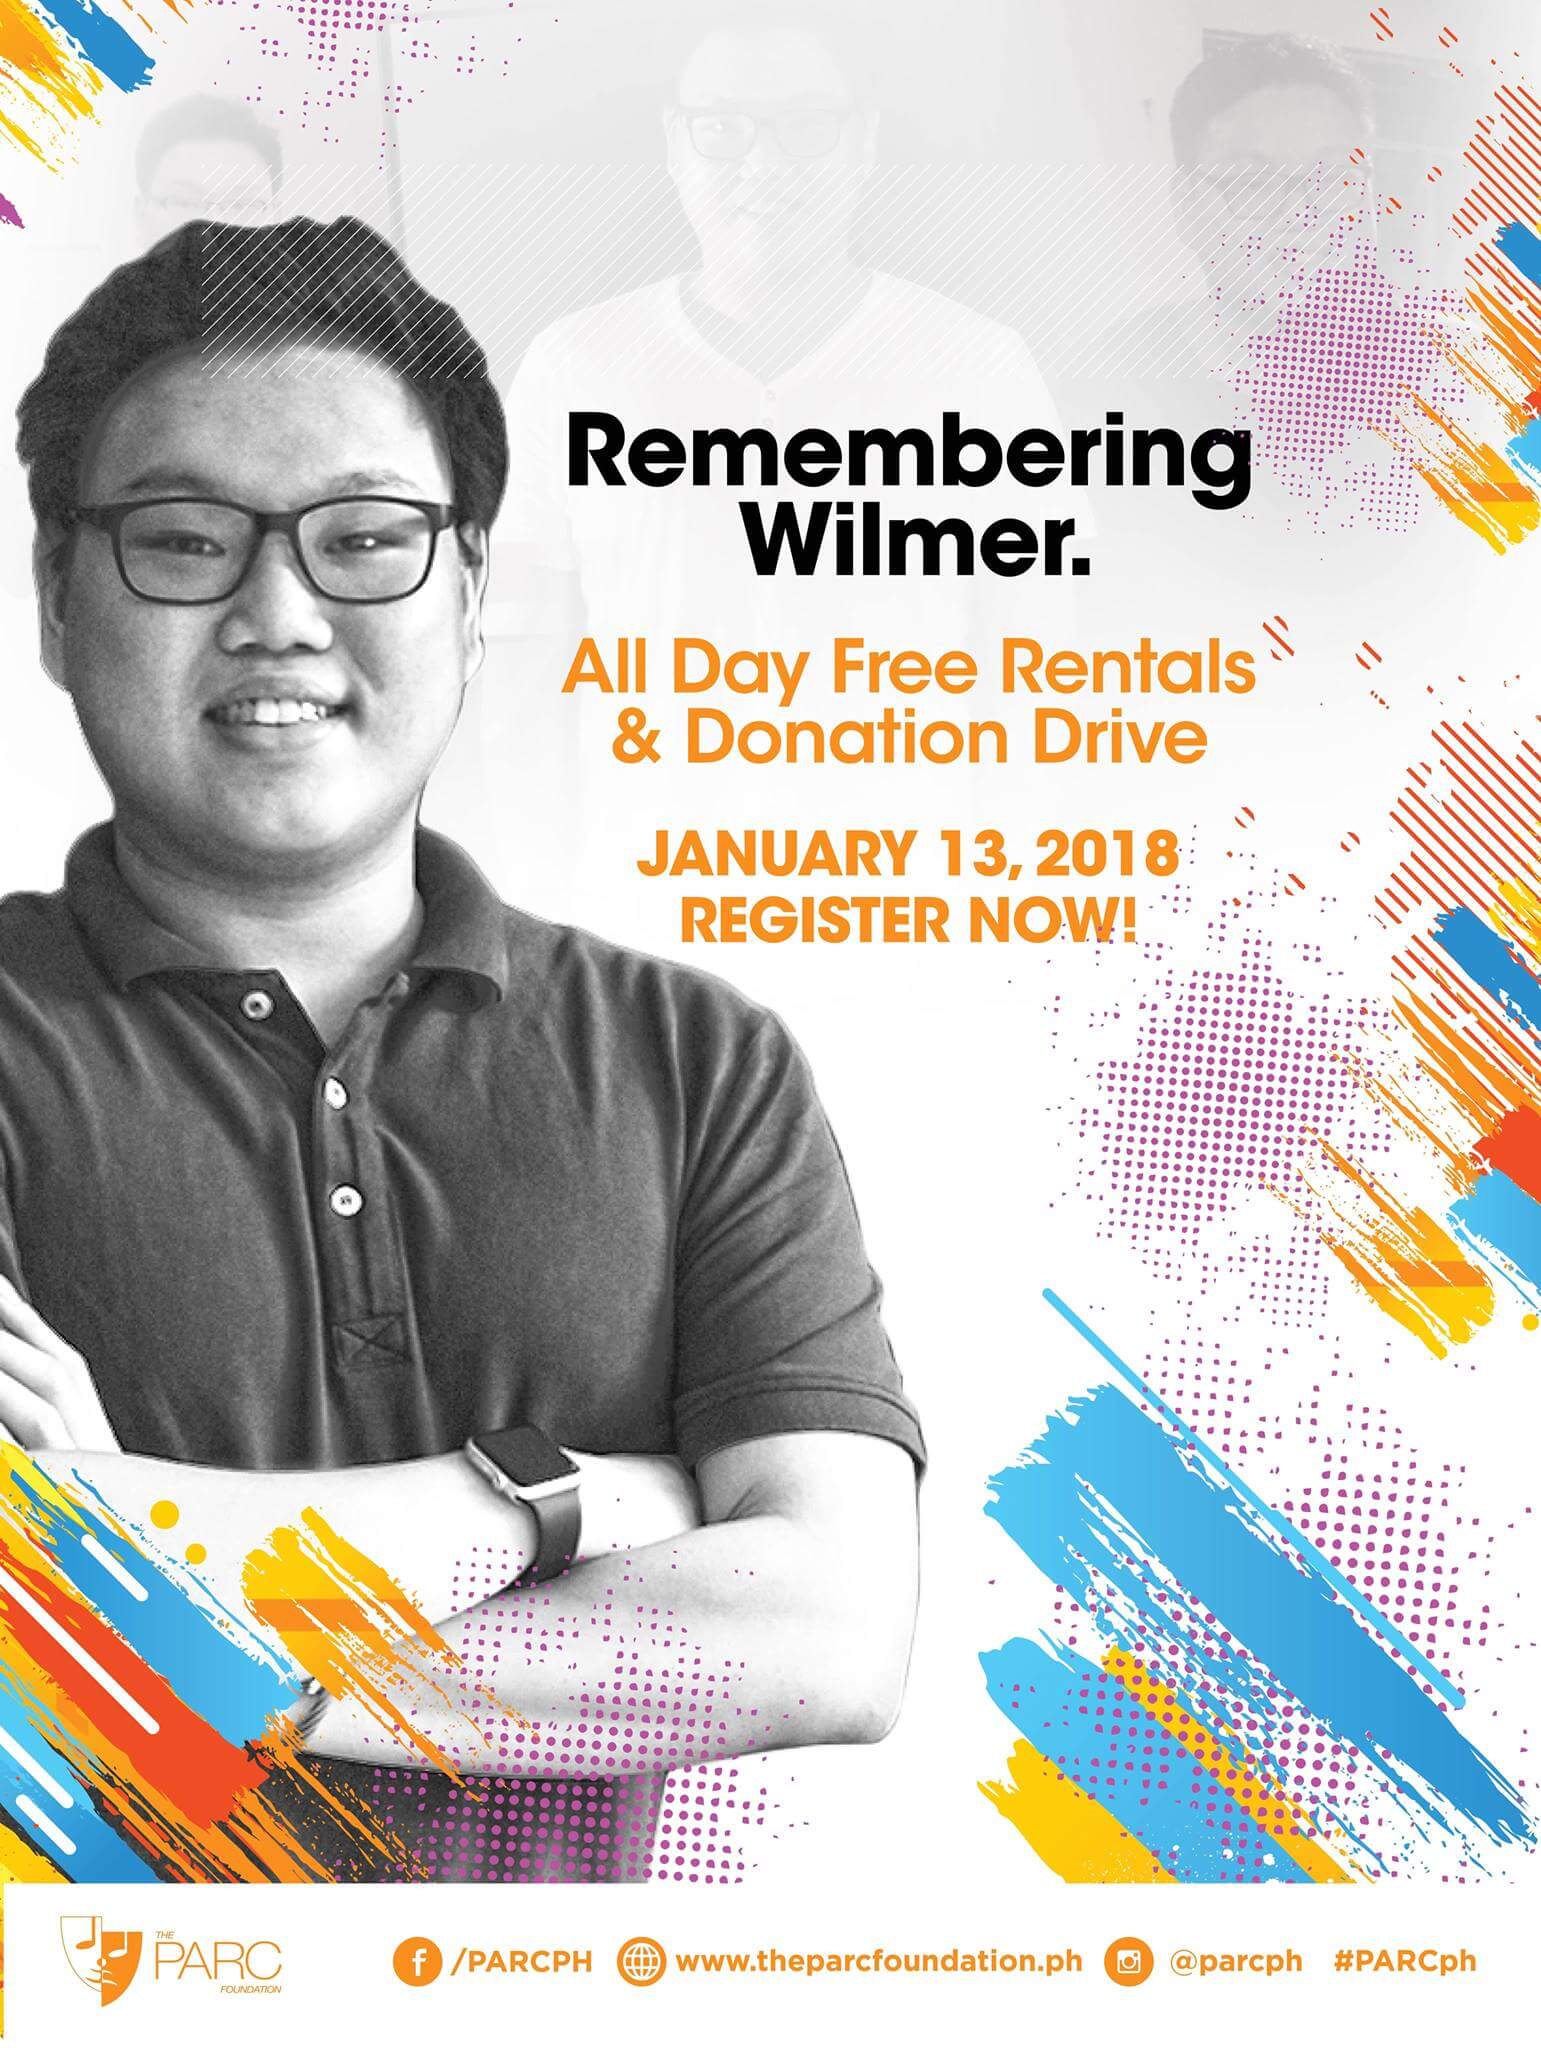 Remembering
Wilmer.
All Day Free Rentals
& Donation Drive
JANUARY 13, 2018
REGISTER NOW!
THE
PARC
FOUNDATION
f /PARCPH
www.theparcfoundation.ph
@parcph
#PARCph